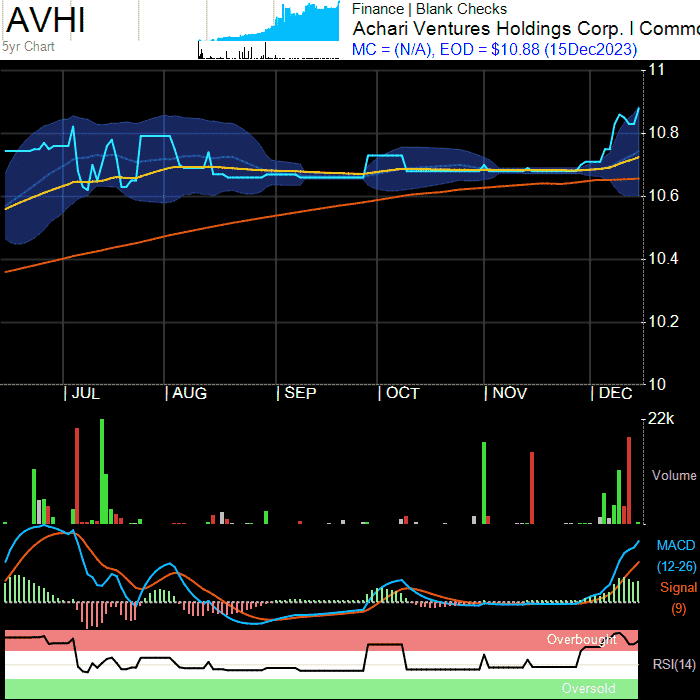 AVHI
5yr Chart
Finance | Blank Checks
Achari Ventures Holdings Corp. I Commo
MC = (N/A), EOD = $10.88 (15Dec2023)
11
10.8
10.6
10.4
10.2
10
JUL AUG SEP OCT NOV DEC
22k
Volume
MACD
(12-26)
Signal
(9)
Overbought
RSI(14)
Oversold